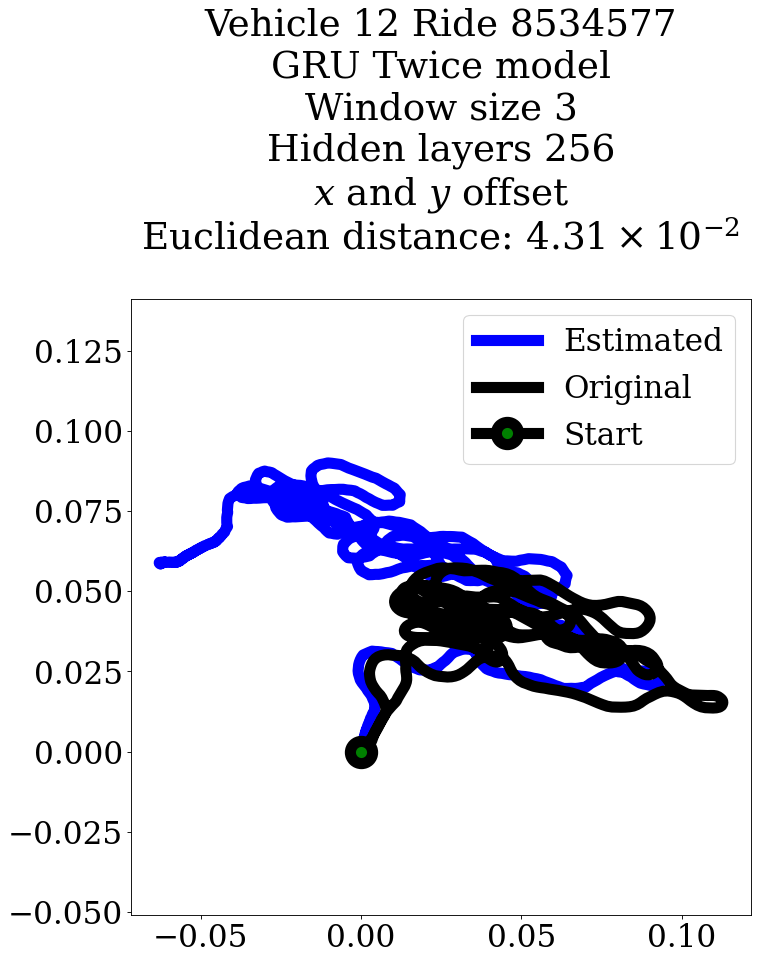 Vehicle 12 Ride 8534577
GRU Twice model
Window size 3
Hidden layers 256
x and y offset
Euclidean distance: 4.31 × 10⁻²
Estimated
Original
Start
0.125
0.100
0.075
0.050
0.025
0.000
−0.025
−0.050
−0.05 0.00 0.05 0.10